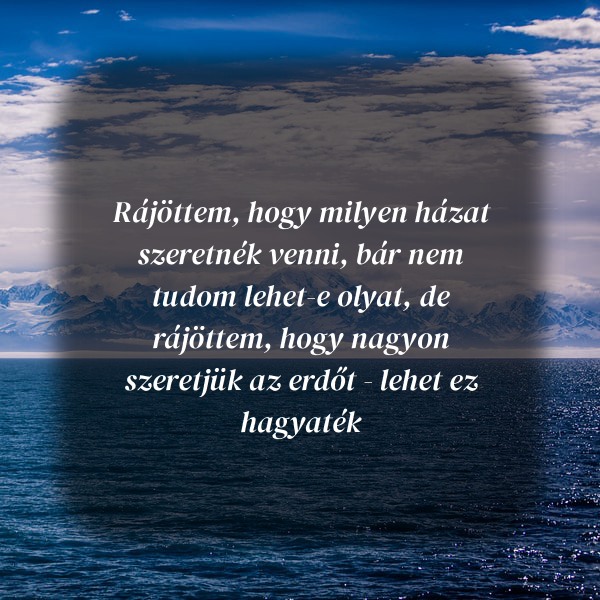 Rájöttem, hogy milyen házat
szeretnék venni, bár nem
tudom lehet-e olyat, de
rájöttem, hogy nagyon
szeretjük az erdőt - lehet ez
hagyaték